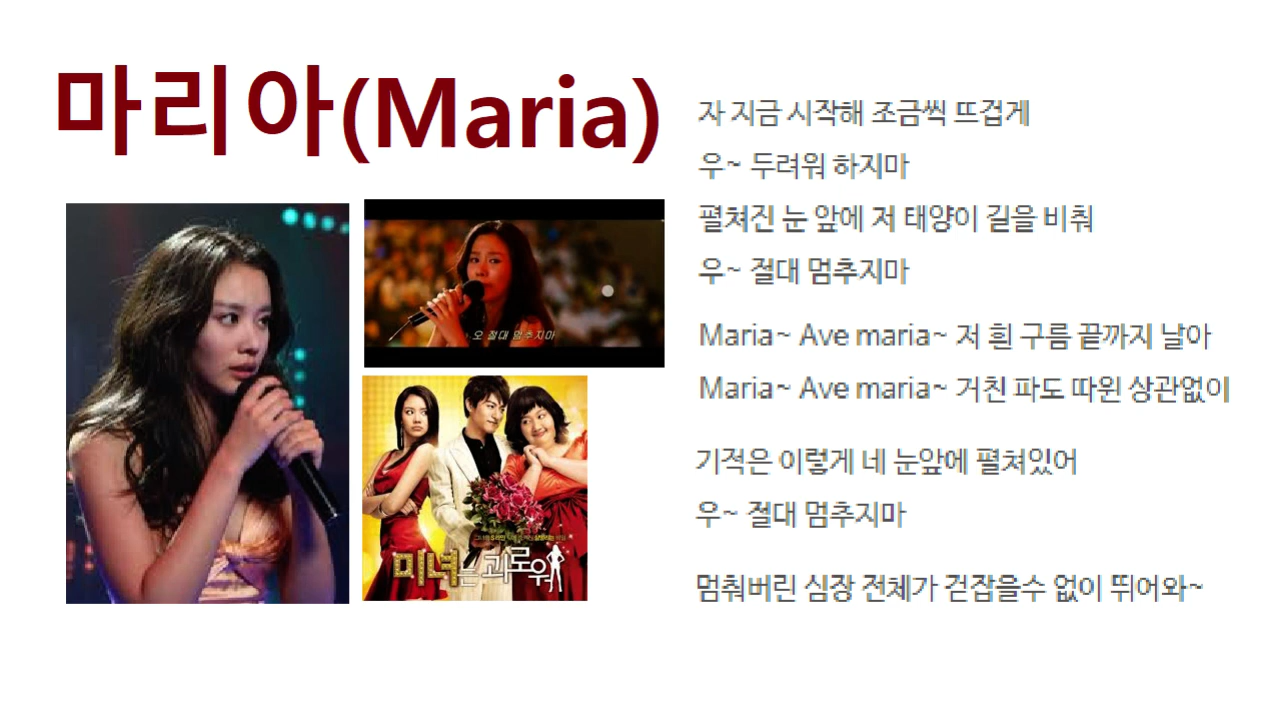 마리아(Maria)
자 지금 시작해 조금씩 뜨겁게
우~ 두려워 하지마
펼쳐진 눈 앞에 저 태양이 길을 비춰
우~ 절대 멈추지마
Maria~ Ave maria~ 저 흰 구름 끝까지 날아
Maria~ Ave maria~ 거친 파도 따윈 상관없이
기적은 이렇게 네 눈앞에 펼쳐있어
우~ 절대 멈추지마
멈춰버린 심장 전체가 걷잡을수 없이 뛰어와~
오 절대 멈추지마
미녀는 괴로워